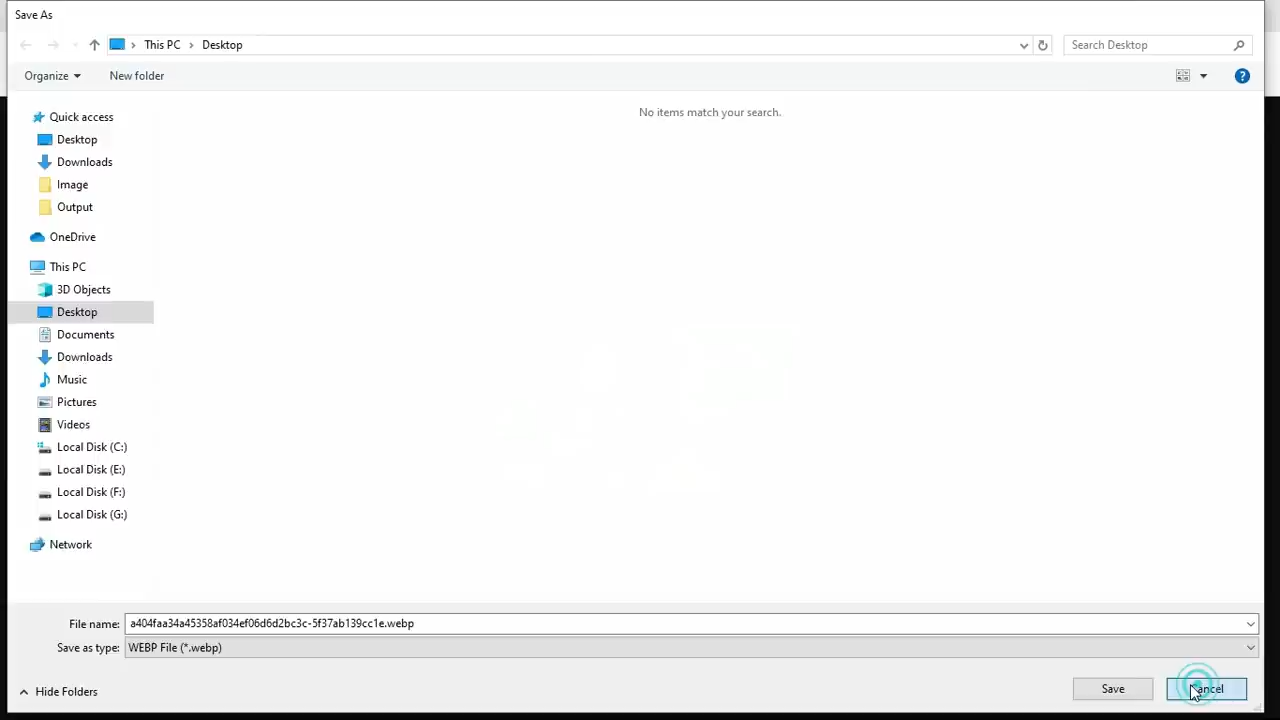 Save As
This PC > Desktop
Search Desktop
Organize
New folder
No items match your search.
Quick access
Desktop
Downloads
Image
Output
OneDrive
This PC
3D Objects
Desktop
Documents
Downloads
Music
Pictures
Videos
Local Disk (C:)
Local Disk (E:)
Local Disk (F:)
Local Disk (G:)
Network
File name: a404faa34a45358af034ef06d6d2bc3c-5f37ab139cc1e.webp
Save as type: WEBP File (*.webp)
Hide Folders
Save
Cancel